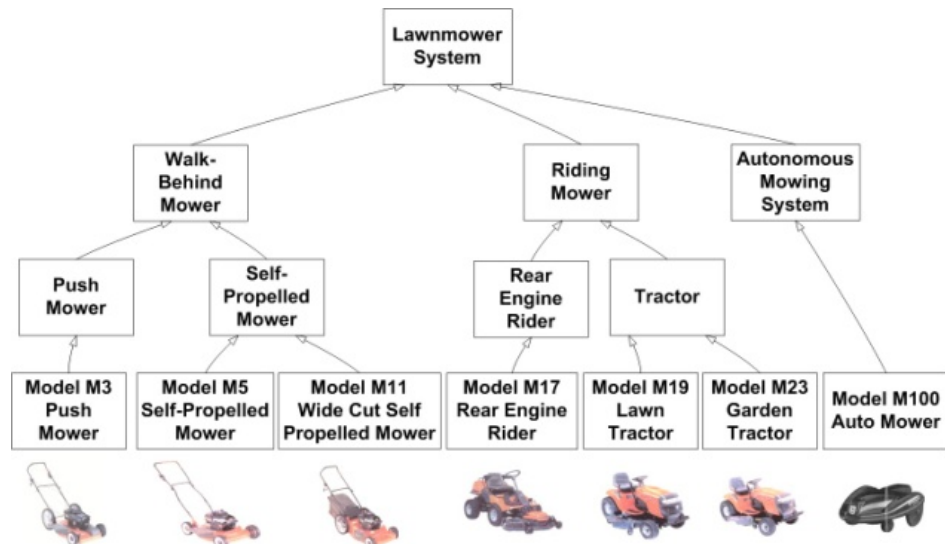 Lawnmower
System
Walk-
Behind
Mower
Riding
Mower
Autonomous
Mowing
System
Push
Mower
Self-
Propelled
Mower
Rear
Engine
Rider
Tractor
Model M3
Push
Mower
Model M5
Self-Propelled
Mower
Model M11
Wide Cut Self
Propelled Mower
Model M17
Rear Engine
Rider
Model M19
Lawn
Tractor
Model M23
Garden
Tractor
Model M100
Auto Mower